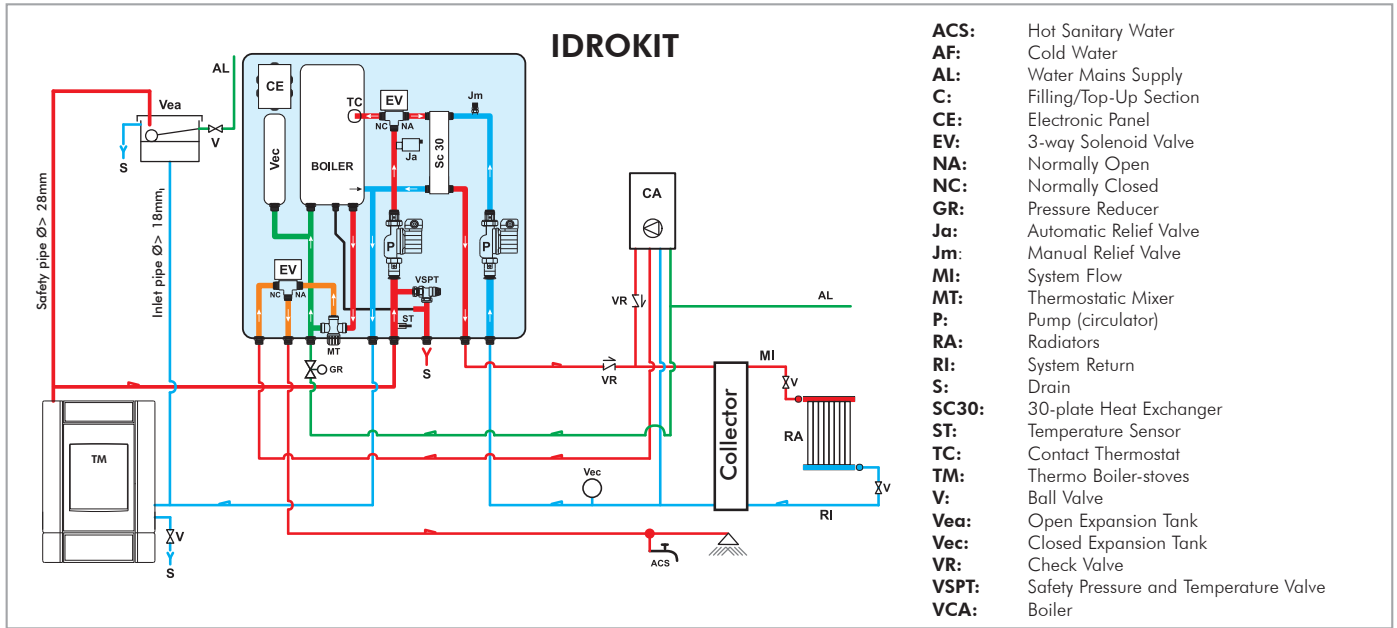 IDROKIT
AL
Vea
V
S
Safety pipe Ø> 28mm
Inlet pipe Ø> 18mm,
CE
Vec
BOILER
TC
EV
NC
NA
Ja
Sc 30
Jm
P
P
EV
NC
NA
VSPT
ST
MT
GR
S
CA
VR
AL
VR
MI
V
RA
Collector
Vec
V
RI
TM
V
S
ACS
ACS: Hot Sanitary Water
AF: Cold Water
AL: Water Mains Supply
C: Filling/Top-Up Section
CE: Electronic Panel
EV: 3-way Solenoid Valve
NA: Normally Open
NC: Normally Closed
GR: Pressure Reducer
Ja: Automatic Relief Valve
Jm: Manual Relief Valve
MI: System Flow
MT: Thermostatic Mixer
P: Pump (circulator)
RA: Radiators
RI: System Return
S: Drain
SC30: 30-plate Heat Exchanger
ST: Temperature Sensor
TC: Contact Thermostat
TM: Thermo Boiler-stoves
V: Ball Valve
Vea: Open Expansion Tank
Vec: Closed Expansion Tank
VR: Check Valve
VSPT: Safety Pressure and Temperature Valve
VCA: Boiler